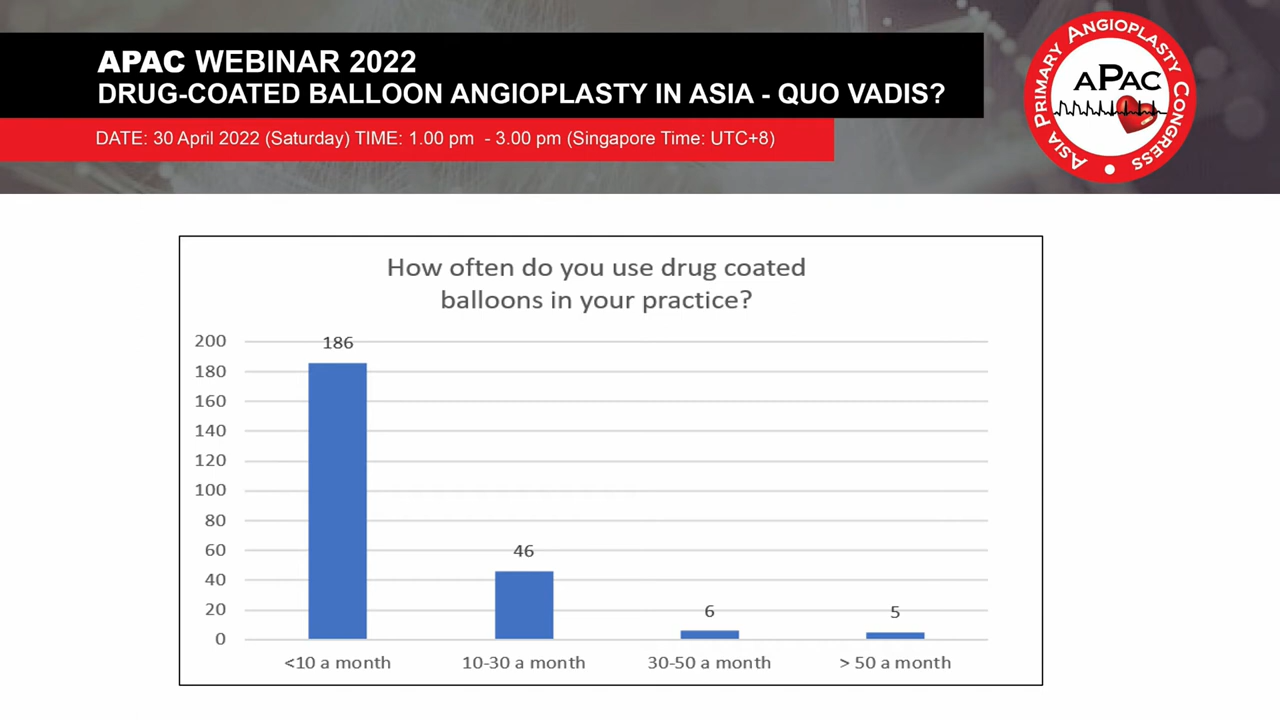 APAC WEBINAR 2022
DRUG-COATED BALLOON ANGIOPLASTY IN ASIA - QUO VADIS?
DATE: 30 April 2022 (Saturday) TIME: 1.00 pm - 3.00 pm (Singapore Time: UTC+8)
ASIA PRIMARY ANGIOPLASTY CONGRESS
APAC
How often do you use drug coated
balloons in your practice?
200
180
160
140
120
100
80
60
40
20
0
186
46
6
5
<10 a month
10-30 a month
30-50 a month
> 50 a month